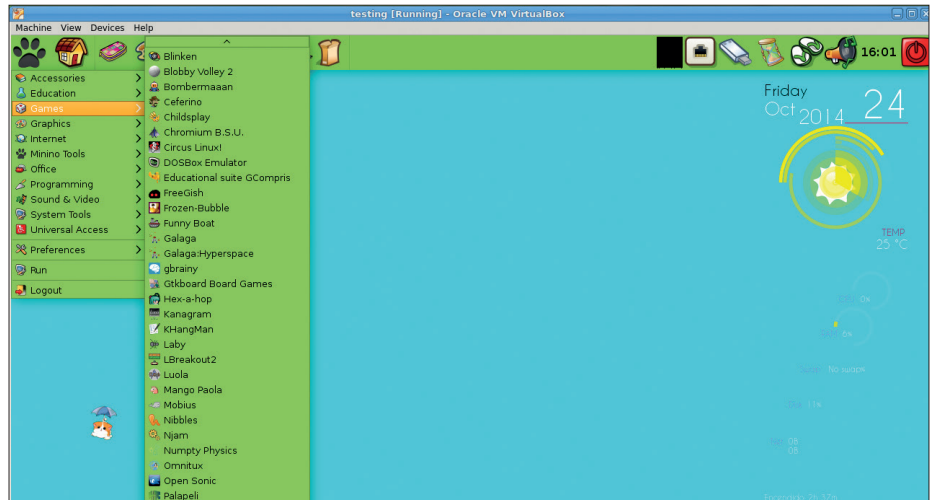 testing [Running] - Oracle VM VirtualBox
Machine View Devices Help
16:01
Accessories
Education
Games
Graphics
Internet
Minino Tools
Office
Programming
Sound & Video
System Tools
Universal Access
Preferences
Run
Logout
Blinken
Blobby Volley 2
Bombermaaan
Ceferino
Childsplay
Chromium B.S.U.
Circus Linux!
DOSBox Emulator
Educational suite GCompris
FreeGish
Frozen-Bubble
Funny Boat
Galaga
Galaga:Hyperspace
gbrainy
Gtkboard Board Games
Hex-a-hop
Kanagram
KHangMan
Laby
LBreakout2
Luola
Mango Paola
Mobius
Nibbles
Njam
Numpty Physics
Omnitux
Open Sonic
Palapeli
Friday
Oct 2014 24
TEMP
25 °C
0%
6%
No swap
11%